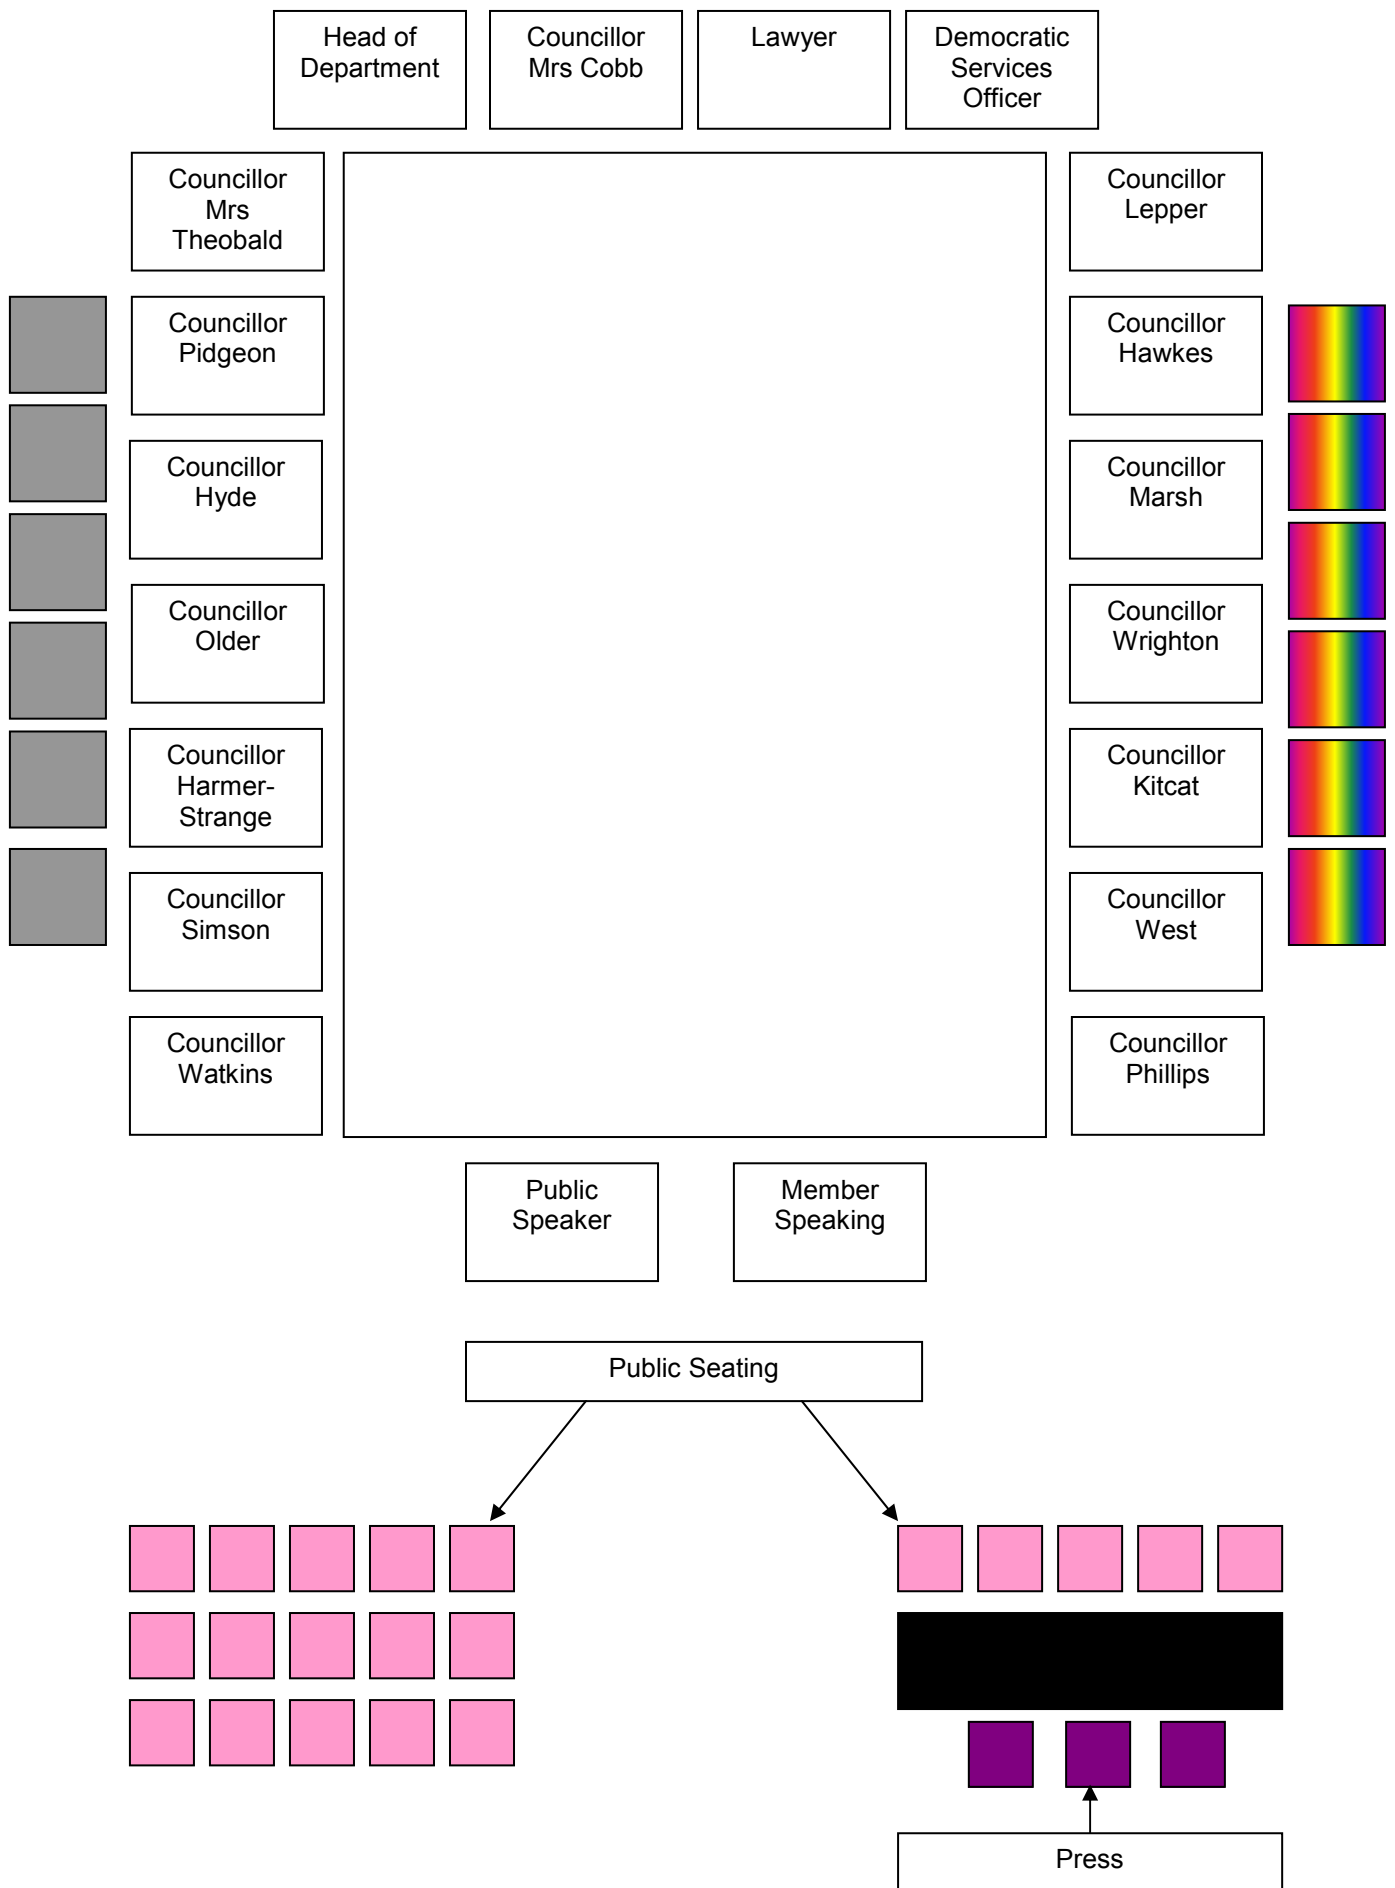 Head of
Department
Councillor
Mrs Cobb
Lawyer
Democratic
Services
Officer
Councillor
Mrs
Theobald
Councillor
Lepper
Councillor
Pidgeon
Councillor
Hawkes
Councillor
Hyde
Councillor
Marsh
Councillor
Older
Councillor
Wrighton
Councillor
Harmer-
Strange
Councillor
Kitcat
Councillor
Simson
Councillor
West
Councillor
Watkins
Councillor
Phillips
Public
Speaker
Member
Speaking
Public Seating
Press